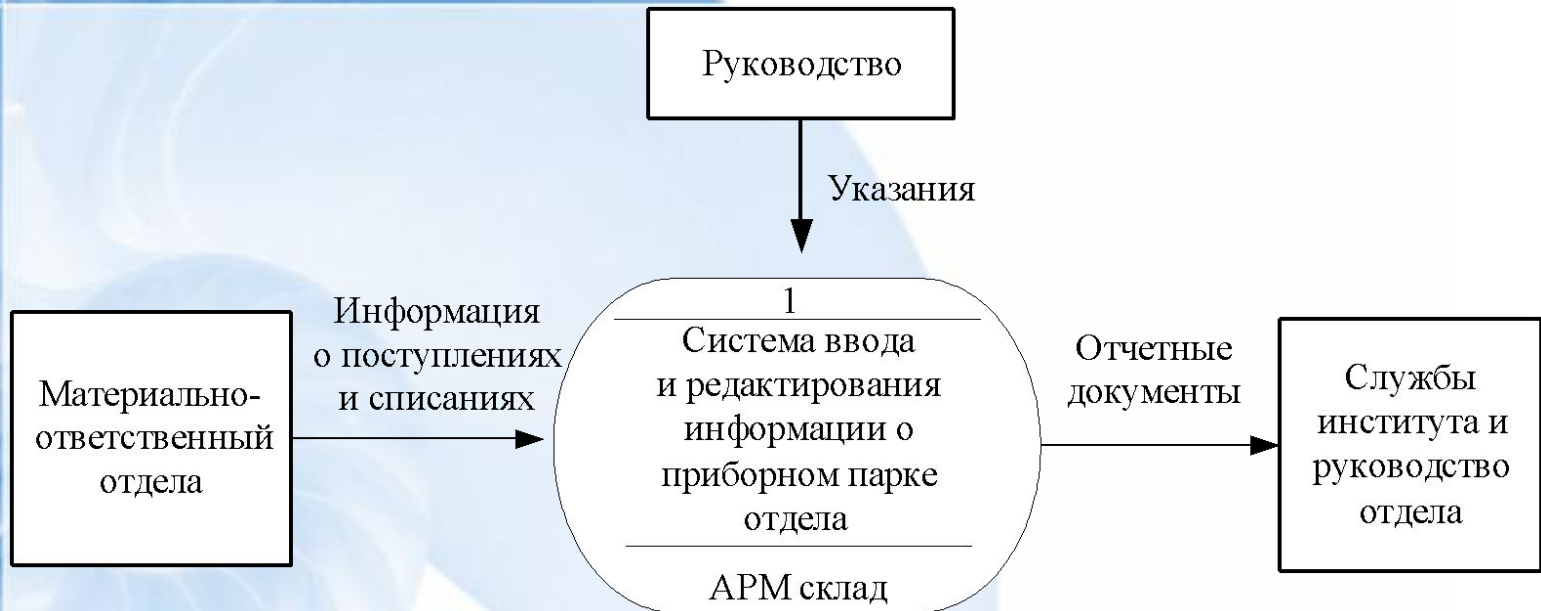 Руководство
Указания
Информация
о поступлениях
и списаниях
Материально-
ответственный
отдела
1
Система ввода
и редактирования
информации о
приборном парке
отдела
АРМ склад
Отчетные
документы
Службы
института и
руководство
отдела